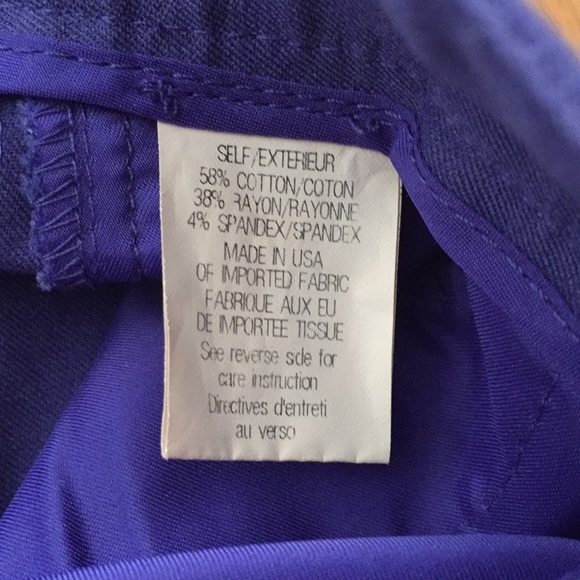 SELF/EXTERIEUR
58% COTTON/COTON
38% RAYON/RAYONNE
4% SPANDEX/SPANDEX
MADE IN USA
OF IMPORTED FABRIC
FABRIQUE AUX EU
DE IMPORTEE TISSUE
See reverse side for
care instruction
Directives d'entreti
au verso